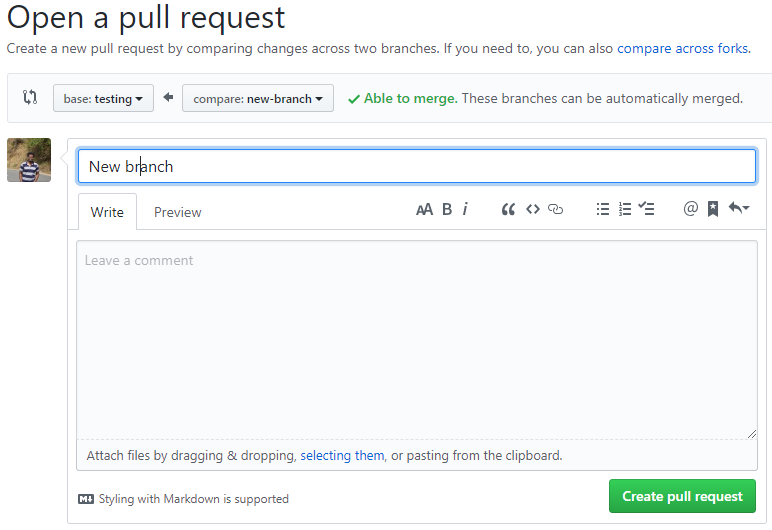 Open a pull request
Create a new pull request by comparing changes across two branches. If you need to, you can also compare across forks.
base: testing compare: new-branch Able to merge. These branches can be automatically merged.
New branch
Write Preview AA B i @
Leave a comment
Attach files by dragging & dropping, selecting them, or pasting from the clipboard.
Styling with Markdown is supported
Create pull request